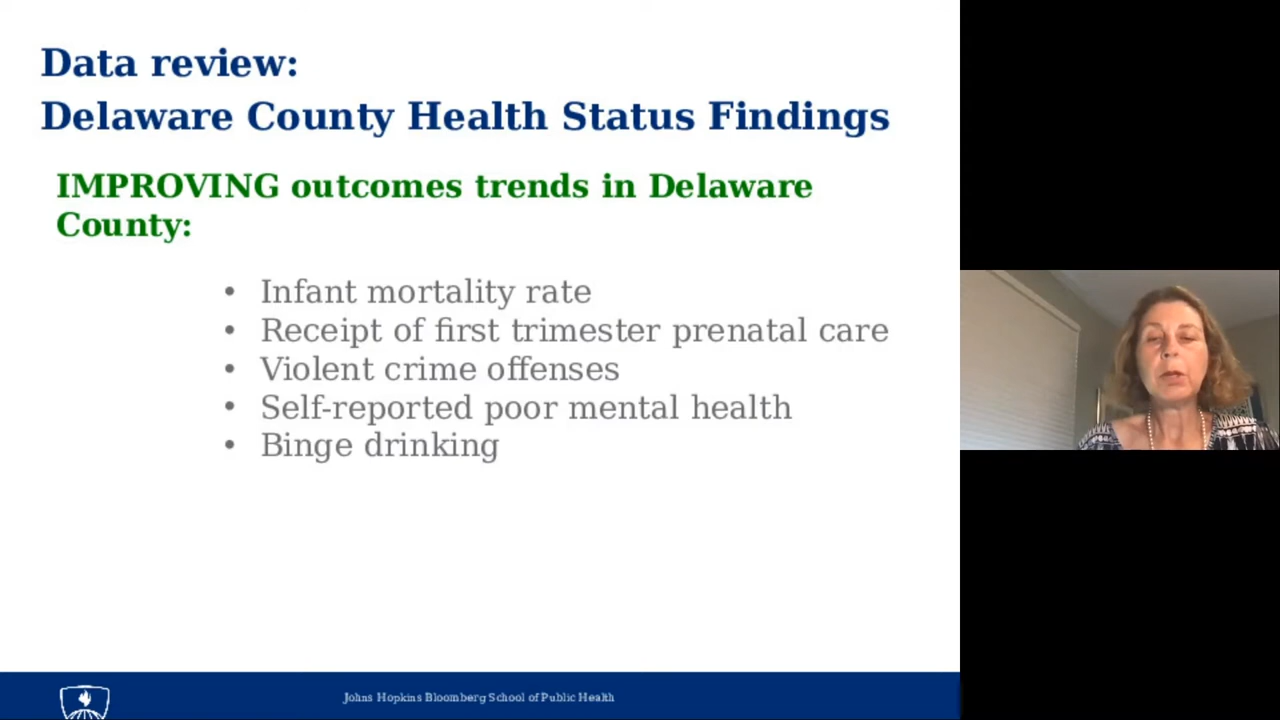 Data review:
Delaware County Health Status Findings
IMPROVING outcomes trends in Delaware
County:
• Infant mortality rate
• Receipt of first trimester prenatal care
• Violent crime offenses
• Self-reported poor mental health
• Binge drinking
Johns Hopkins Bloomberg School of Public Health